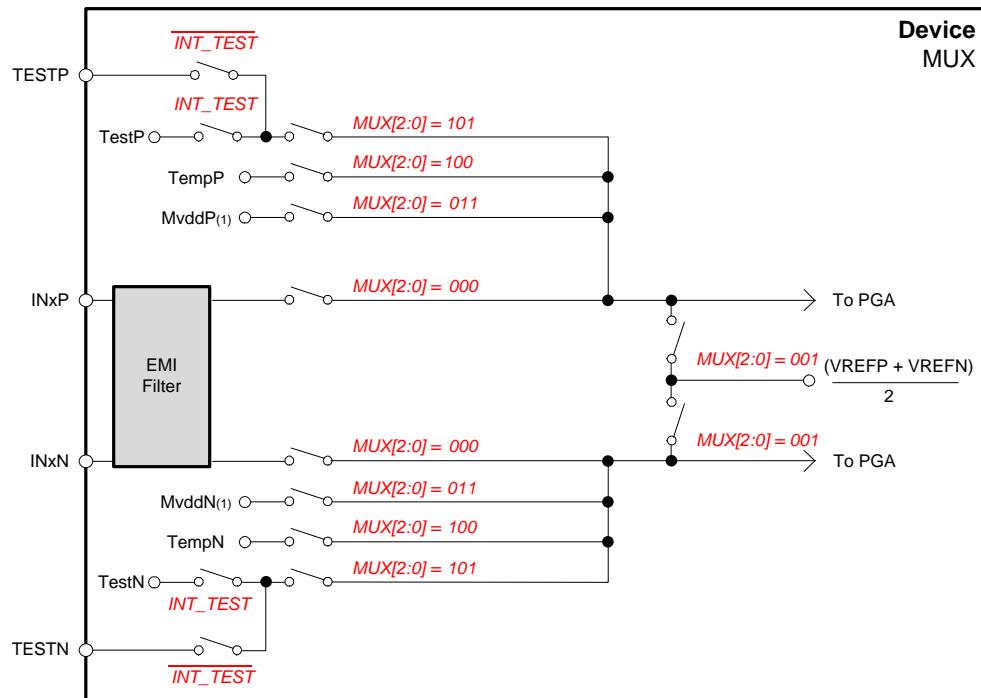 Device
MUX
INT_TEST
TESTP
INT_TEST
TestP
MUX[2:0] = 101
TempP
MUX[2:0] = 100
MvddP(1)
MUX[2:0] = 011
INxP
MUX[2:0] = 000
To PGA
EMI
Filter
MUX[2:0] = 001
(VREFP + VREFN)
2
INxN
MUX[2:0] = 000
MUX[2:0] = 001
To PGA
MvddN(1)
MUX[2:0] = 011
TempN
MUX[2:0] = 100
TestN
MUX[2:0] = 101
INT_TEST
TESTN
INT_TEST